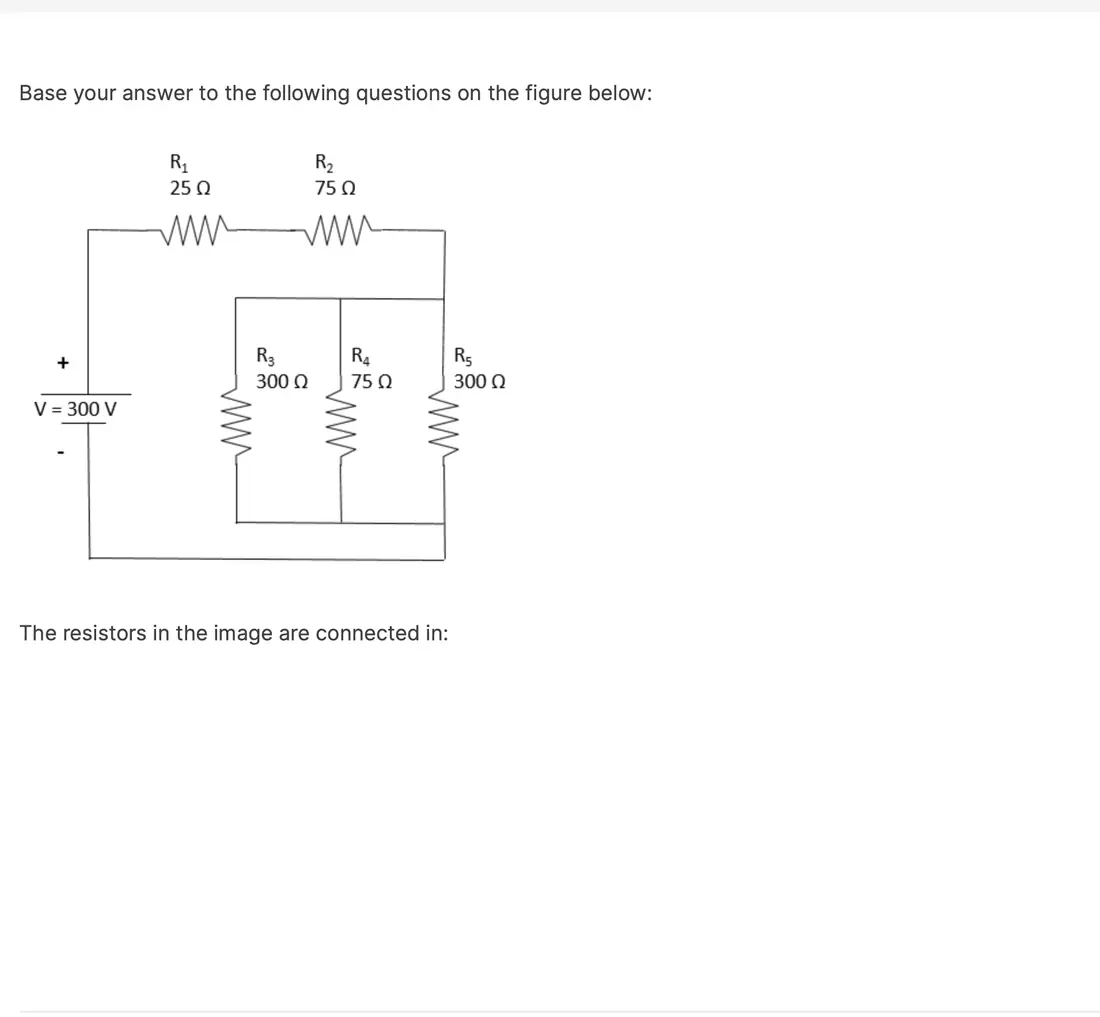 Base your answer to the following questions on the figure below:
R₁
25 Ω
R₂
75 Ω
+
V = 300 V
-
R₃
300 Ω
R₄
75 Ω
R₅
300 Ω
The resistors in the image are connected in: